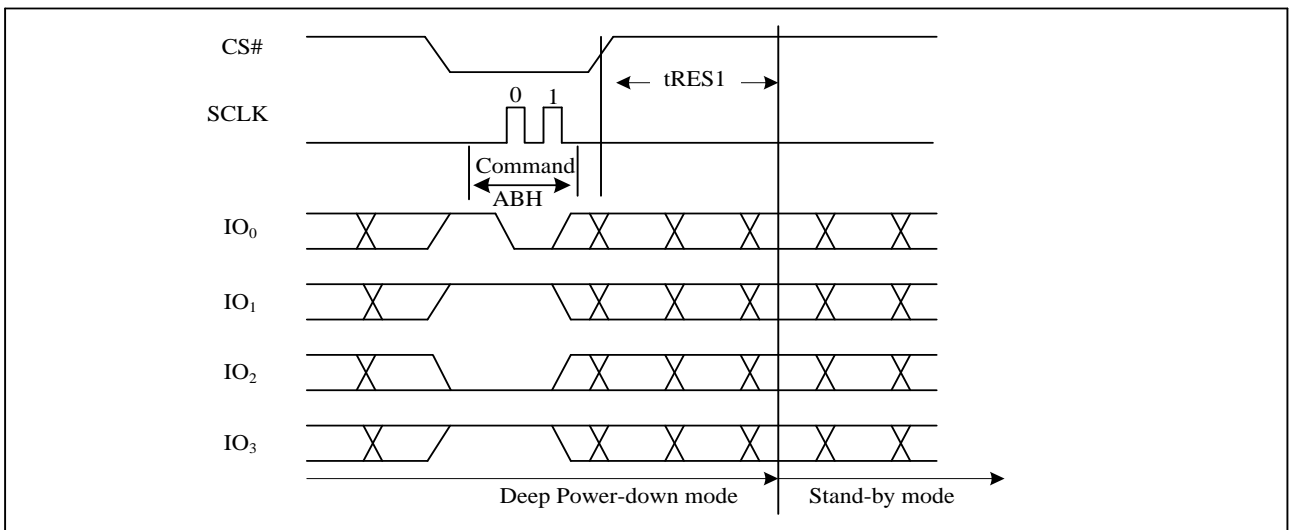 CS#
tRES1
0 1
SCLK
Command
ABH
IO0
IO1
IO2
IO3
Deep Power-down mode Stand-by mode